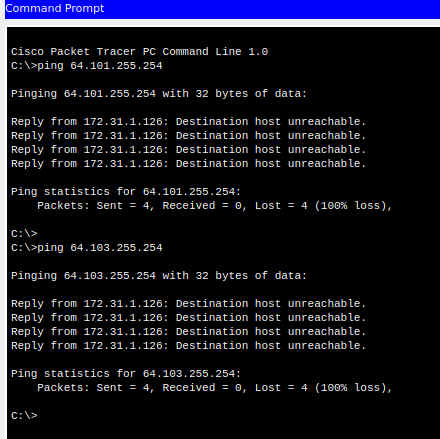 Command Prompt
Cisco Packet Tracer PC Command Line 1.0
C:\>ping 64.101.255.254
Pinging 64.101.255.254 with 32 bytes of data:
Reply from 172.31.1.126: Destination host unreachable.
Reply from 172.31.1.126: Destination host unreachable.
Reply from 172.31.1.126: Destination host unreachable.
Reply from 172.31.1.126: Destination host unreachable.
Ping statistics for 64.101.255.254:
Packets: Sent = 4, Received = 0, Lost = 4 (100% loss),
C:\>
C:\>ping 64.103.255.254
Pinging 64.103.255.254 with 32 bytes of data:
Reply from 172.31.1.126: Destination host unreachable.
Reply from 172.31.1.126: Destination host unreachable.
Reply from 172.31.1.126: Destination host unreachable.
Reply from 172.31.1.126: Destination host unreachable.
Ping statistics for 64.103.255.254:
Packets: Sent = 4, Received = 0, Lost = 4 (100% loss),
C:\>